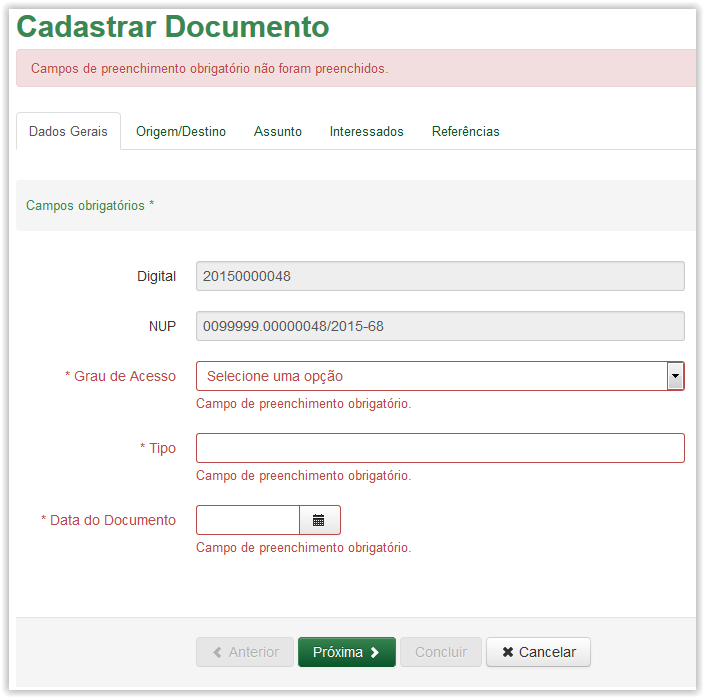 Cadastrar Documento
Campos de preenchimento obrigatório não foram preenchidos.
Dados Gerais Origem/Destino Assunto Interessados Referências
Campos obrigatórios *
Digital 20150000048
NUP 0099999.00000048/2015-68
* Grau de Acesso Selecione uma opção
Campo de preenchimento obrigatório.
* Tipo
Campo de preenchimento obrigatório.
* Data do Documento
Campo de preenchimento obrigatório.
Anterior Próxima Concluir Cancelar